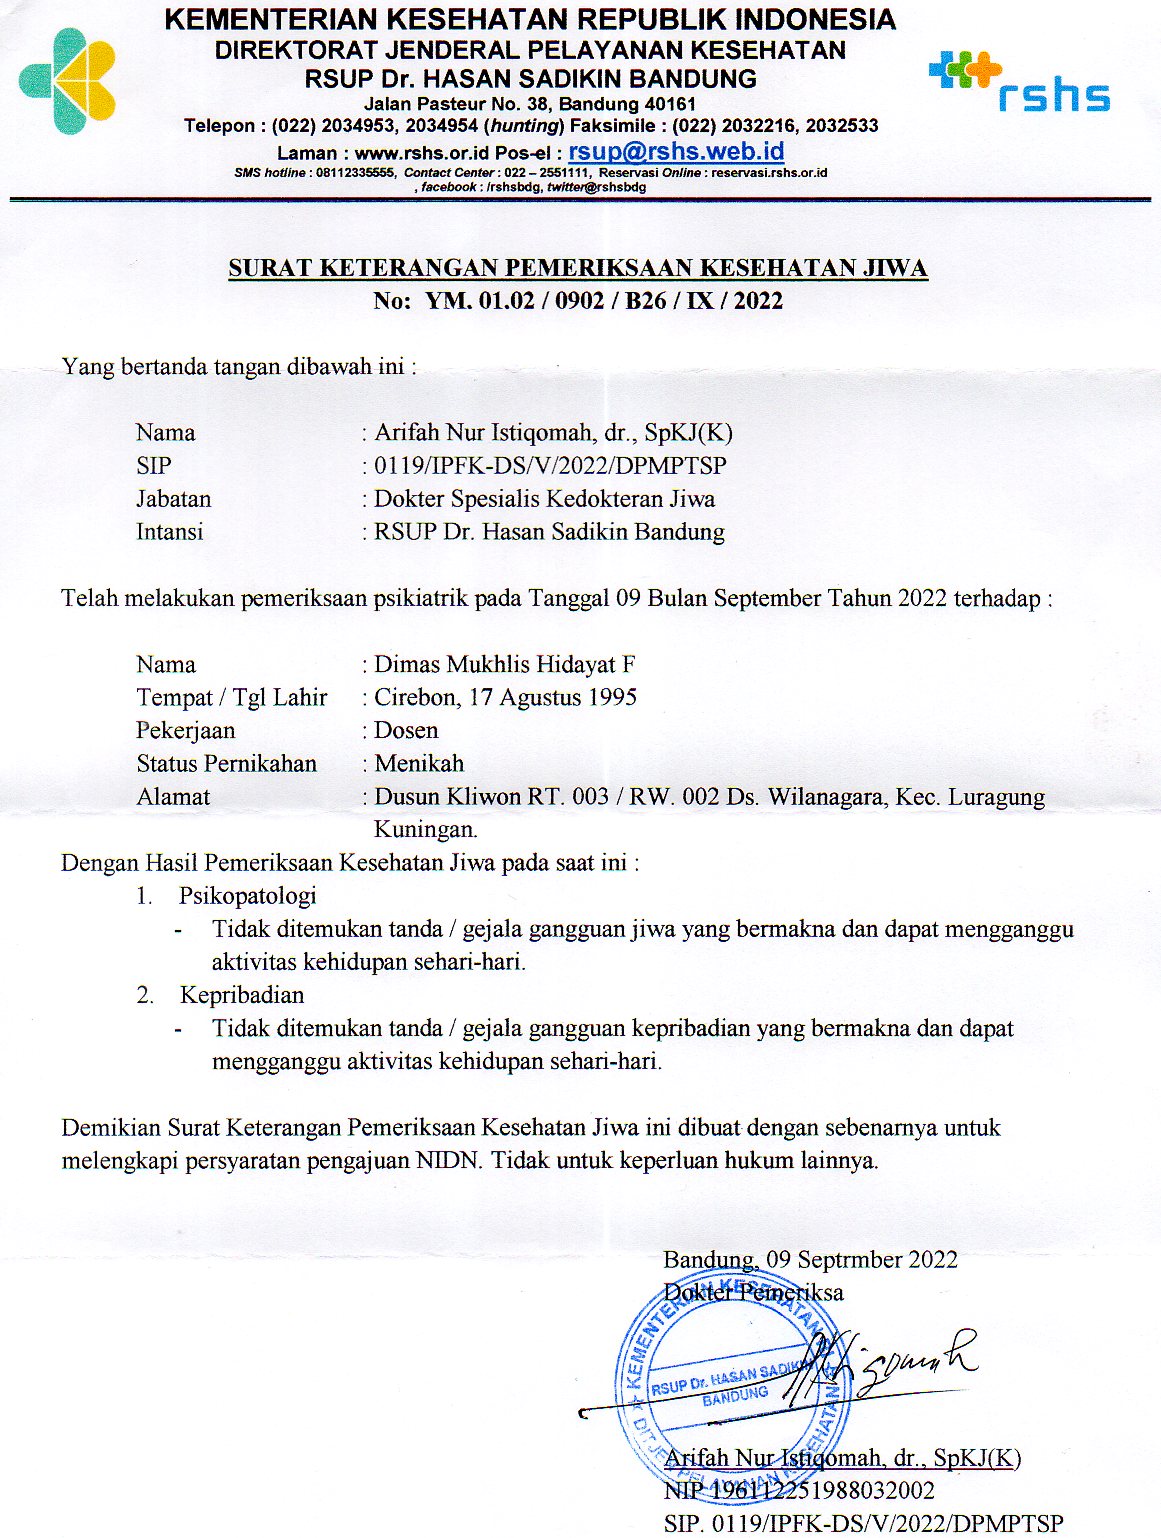 KEMENTERIAN KESEHATAN REPUBLIK INDONESIA
DIREKTORAT JENDERAL PELAYANAN KESEHATAN
RSUP Dr. HASAN SADIKIN BANDUNG
Jalan Pasteur No. 38, Bandung 40161
Telepon : (022) 2034953, 2034954 (hunting) Faksimile : (022) 2032216, 2032533
Laman : www.rshs.or.id Pos-el : rsup@rshs.web.id
SMS hotline : 08112335555, Contact Center : 022 – 2551111, Reservasi Online : reservasi.rshs.or.id
, facebook : /rshsbdg, twitter@rshsbdg
rshs
SURAT KETERANGAN PEMERIKSAAN KESEHATAN JIWA
No: YM. 01.02 / 0902 / B26 / IX / 2022
Yang bertanda tangan dibawah ini :
Nama : Arifah Nur Istiqomah, dr., SpKJ(K)
SIP : 0119/IPFK-DS/V/2022/DPMPTSP
Jabatan : Dokter Spesialis Kedokteran Jiwa
Intansi : RSUP Dr. Hasan Sadikin Bandung
Telah melakukan pemeriksaan psikiatrik pada Tanggal 09 Bulan September Tahun 2022 terhadap :
Nama : Dimas Mukhlis Hidayat F
Tempat / Tgl Lahir : Cirebon, 17 Agustus 1995
Pekerjaan : Dosen
Status Pernikahan : Menikah
Alamat : Dusun Kliwon RT. 003 / RW. 002 Ds. Wilanagara, Kec. Luragung
Kuningan.
Dengan Hasil Pemeriksaan Kesehatan Jiwa pada saat ini :
1. Psikopatologi
- Tidak ditemukan tanda / gejala gangguan jiwa yang bermakna dan dapat mengganggu
aktivitas kehidupan sehari-hari.
2. Kepribadian
- Tidak ditemukan tanda / gejala gangguan kepribadian yang bermakna dan dapat
mengganggu aktivitas kehidupan sehari-hari.
Demikian Surat Keterangan Pemeriksaan Kesehatan Jiwa ini dibuat dengan sebenarnya untuk
melengkapi persyaratan pengajuan NIDN. Tidak untuk keperluan hukum lainnya.
Bandung, 09 Septrmber 2022
Dokter Pemeriksa
KEMENTERIAN KESEHATAN
RSUP Dr. HASAN SADIKIN
BANDUNG
DITJEN PELAYANAN KESEHATAN
Arifah Nur Istiqomah, dr., SpKJ(K)
NIP 196112251988032002
SIP. 0119/IPFK-DS/V/2022/DPMPTSP